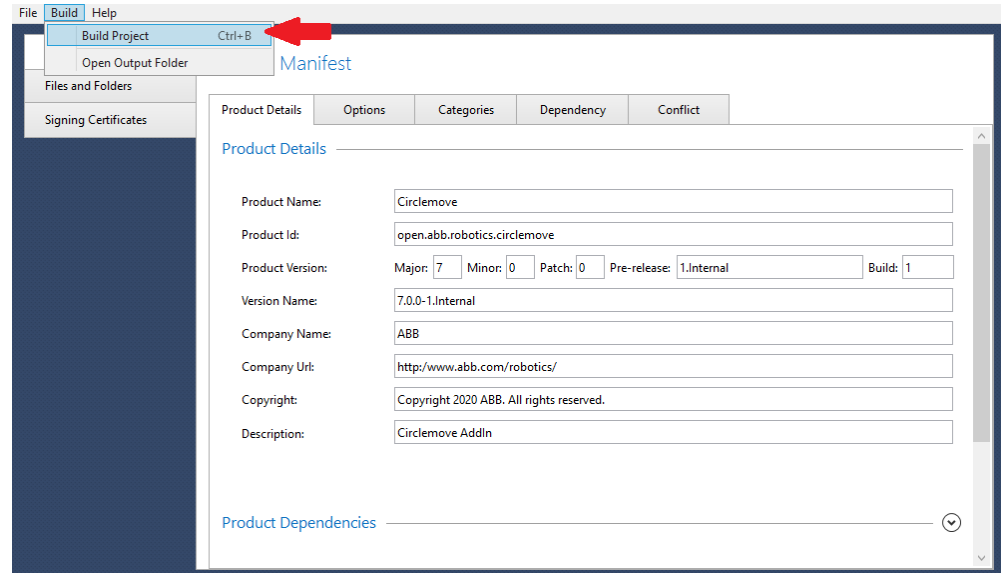 File Build Help
Build Project Ctrl+B
Open Output Folder
Manifest
Files and Folders
Signing Certificates
Product Details Options Categories Dependency Conflict
Product Details
Product Name: Circlemove
Product Id: open.abb.robotics.circlemove
Product Version: Major: 7 Minor: 0 Patch: 0 Pre-release: 1.Internal Build: 1
Version Name: 7.0.0-1.Internal
Company Name: ABB
Company Url: http:/www.abb.com/robotics/
Copyright: Copyright 2020 ABB. All rights reserved.
Description: Circlemove AddIn
Product Dependencies